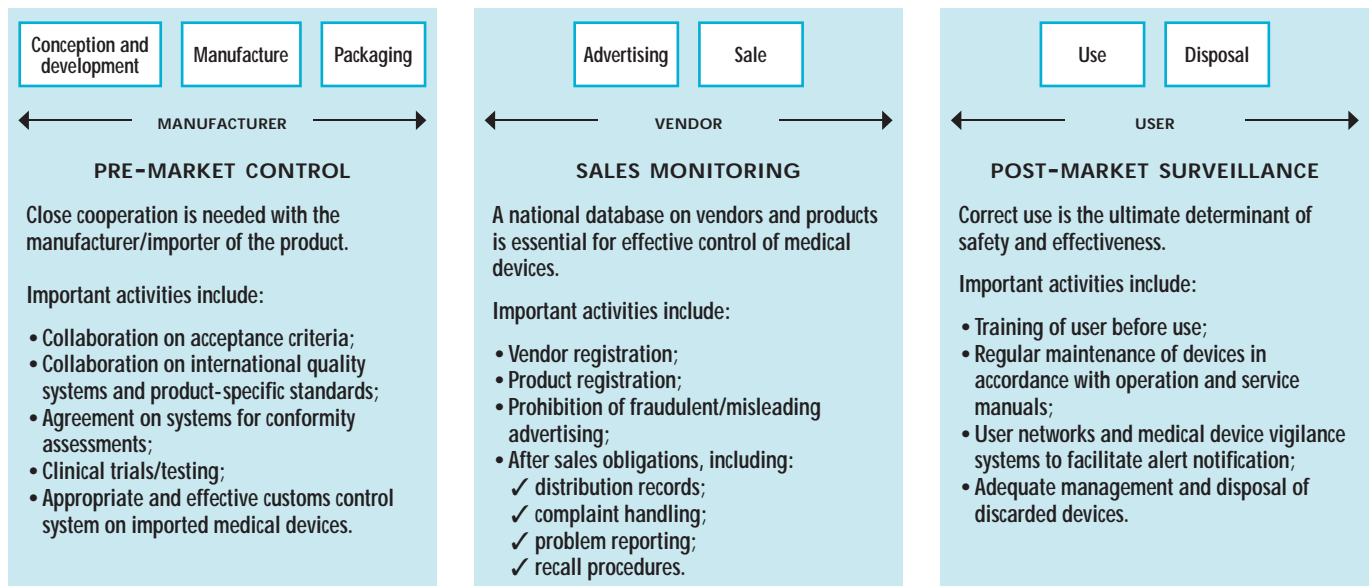 Conception and
development
Manufacture
Packaging
MANUFACTURER
PRE-MARKET CONTROL
Close cooperation is needed with the
manufacturer/importer of the product.
Important activities include:
• Collaboration on acceptance criteria;
• Collaboration on international quality
systems and product-specific standards;
• Agreement on systems for conformity
assessments;
• Clinical trials/testing;
• Appropriate and effective customs control
system on imported medical devices.
Advertising
Sale
VENDOR
SALES MONITORING
A national database on vendors and products
is essential for effective control of medical
devices.
Important activities include:
• Vendor registration;
• Product registration;
• Prohibition of fraudulent/misleading
advertising;
• After sales obligations, including:
✓ distribution records;
✓ complaint handling;
✓ problem reporting;
✓ recall procedures.
Use
Disposal
USER
POST-MARKET SURVEILLANCE
Correct use is the ultimate determinant of
safety and effectiveness.
Important activities include:
• Training of user before use;
• Regular maintenance of devices in
accordance with operation and service
manuals;
• User networks and medical device vigilance
systems to facilitate alert notification;
• Adequate management and disposal of
discarded devices.